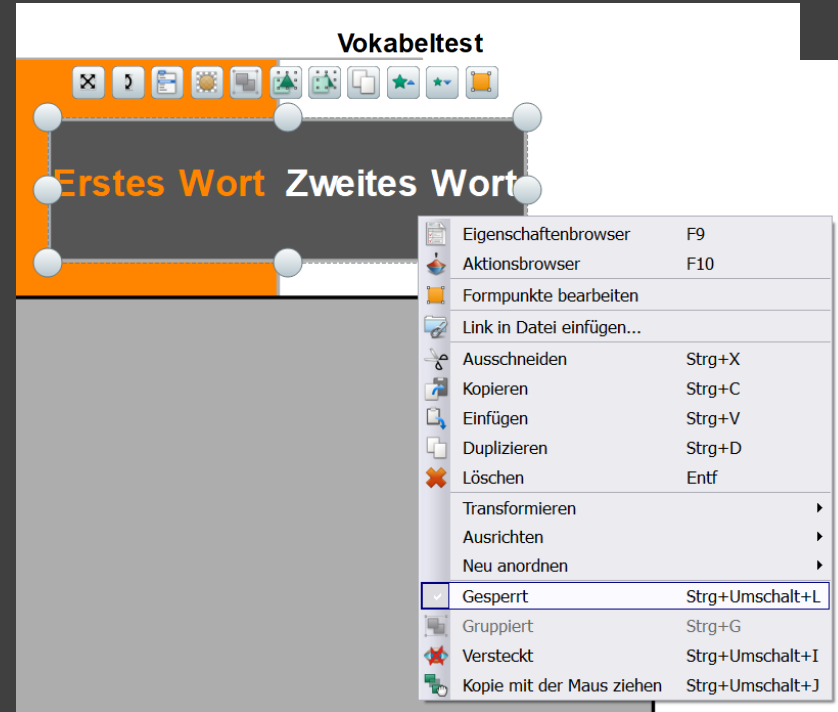 Vokabeltest
Erstes Wort Zweites Wort
Eigenschaftenbrowser F9
Aktionsbrowser F10
Formpunkte bearbeiten
Link in Datei einfügen...
Ausschneiden Strg+X
Kopieren Strg+C
Einfügen Strg+V
Duplizieren Strg+D
Löschen Entf
Transformieren
Ausrichten
Neu anordnen
Gesperrt Strg+Umschalt+L
Gruppiert Strg+G
Versteckt Strg+Umschalt+I
Kopie mit der Maus ziehen Strg+Umschalt+J